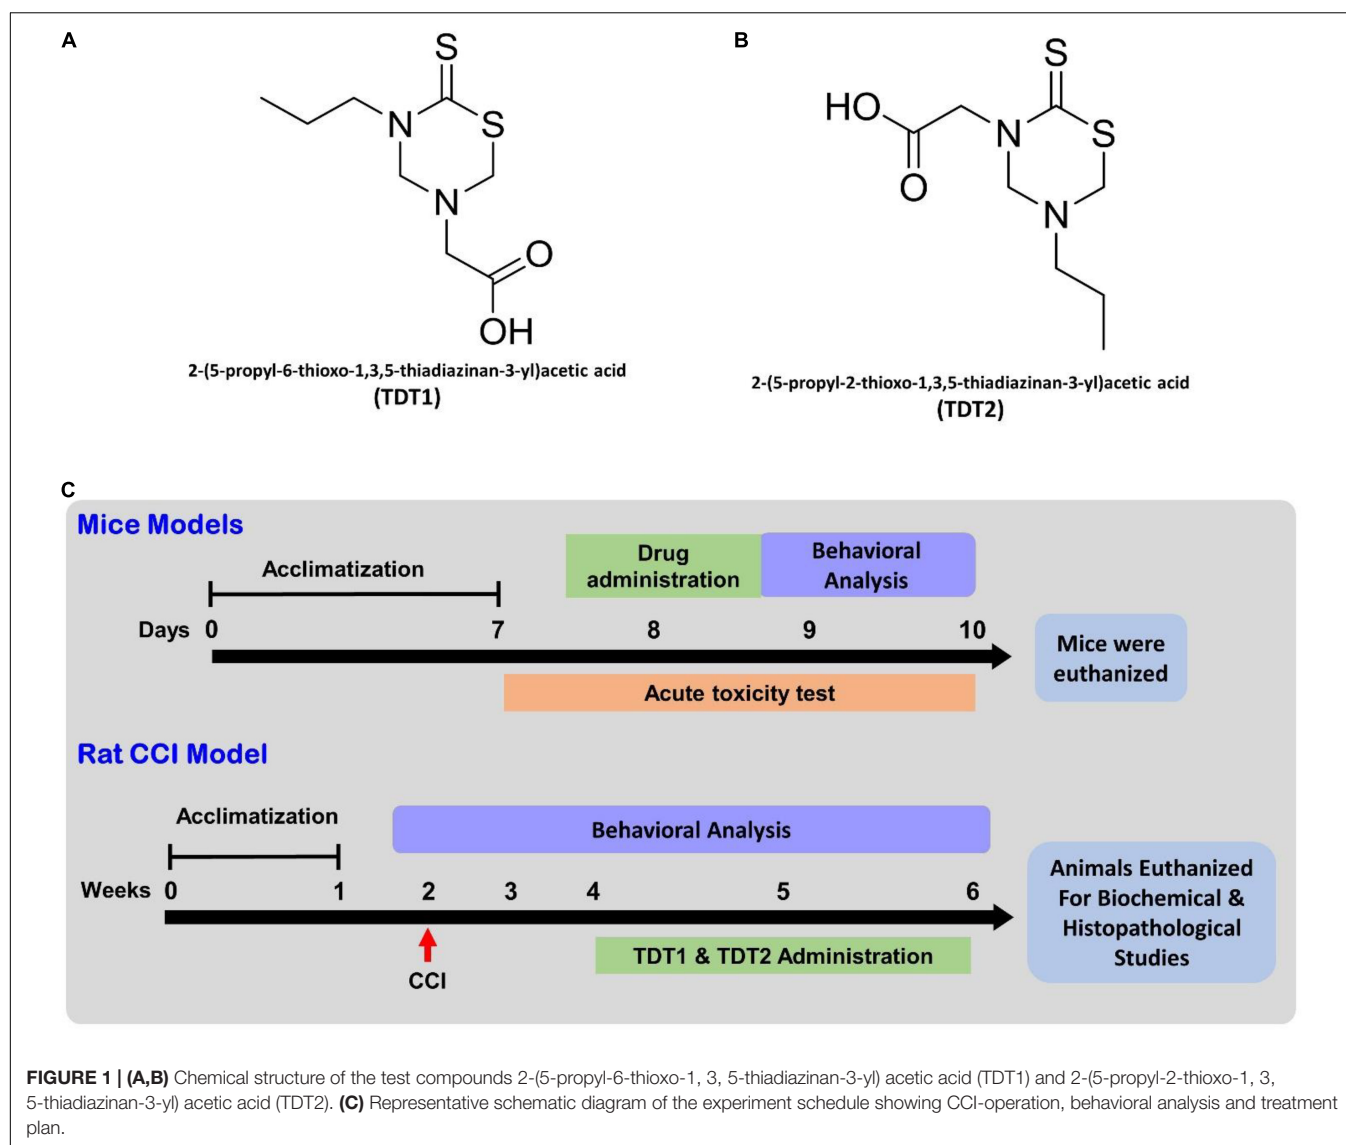 A
S
N
S
N
O
OH
2-(5-propyl-6-thioxo-1,3,5-thiadiazinan-3-yl)acetic acid
(TDT1)
B
S
HO
N
S
O
N
2-(5-propyl-2-thioxo-1,3,5-thiadiazinan-3-yl)acetic acid
(TDT2)
C
Mice Models
Acclimatization
Drug
administration
Behavioral
Analysis
Days 0 7 8 9 10
Mice were
euthanized
Acute toxicity test
Rat CCI Model
Acclimatization
Behavioral Analysis
Weeks 0 1 2 3 4 5 6
CCI
TDT1 & TDT2 Administration
Animals Euthanized
For Biochemical &
Histopathological
Studies
FIGURE 1 | (A,B) Chemical structure of the test compounds 2-(5-propyl-6-thioxo-1, 3, 5-thiadiazinan-3-yl) acetic acid (TDT1) and 2-(5-propyl-2-thioxo-1, 3,
5-thiadiazinan-3-yl) acetic acid (TDT2). (C) Representative schematic diagram of the experiment schedule showing CCI-operation, behavioral analysis and treatment
plan.